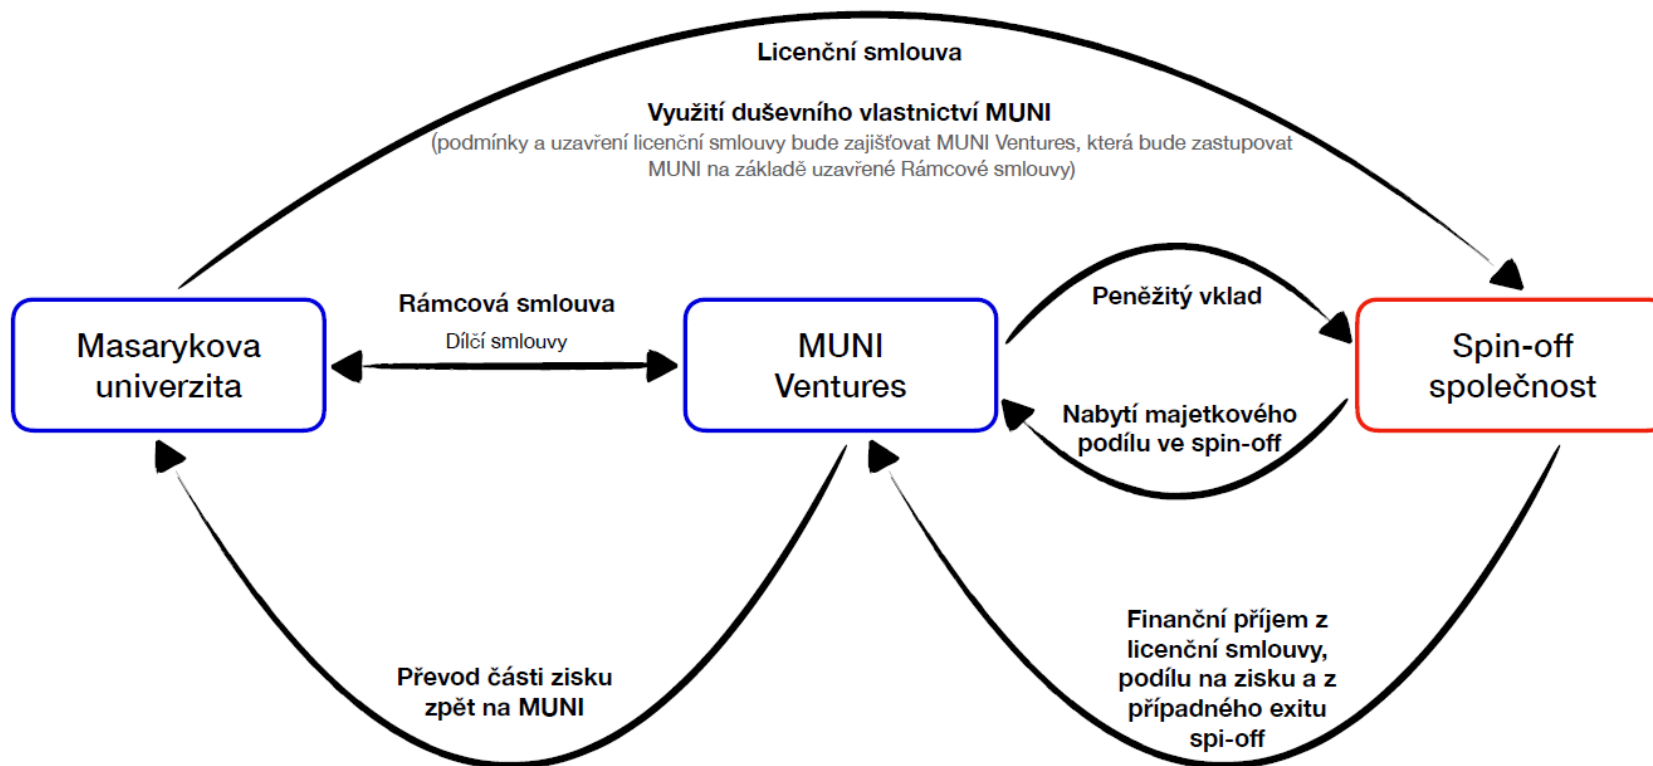 Licenční smlouva
Využití duševního vlastnictví MUNI
(podmínky a uzavření licenční smlouvy bude zajišťovat MUNI Ventures, která bude zastupovat
MUNI na základě uzavřené Rámcové smlouvy)
Masarykova
univerzita
Rámcová smlouva
Dílčí smlouvy
MUNI
Ventures
Peněžitý vklad
Nabytí majetkového
podílu ve spin-off
Spin-off
společnost
Převod části zisku
zpět na MUNI
Finanční příjem z
licenční smlouvy,
podílu na zisku a z
případného exitu
spi-off